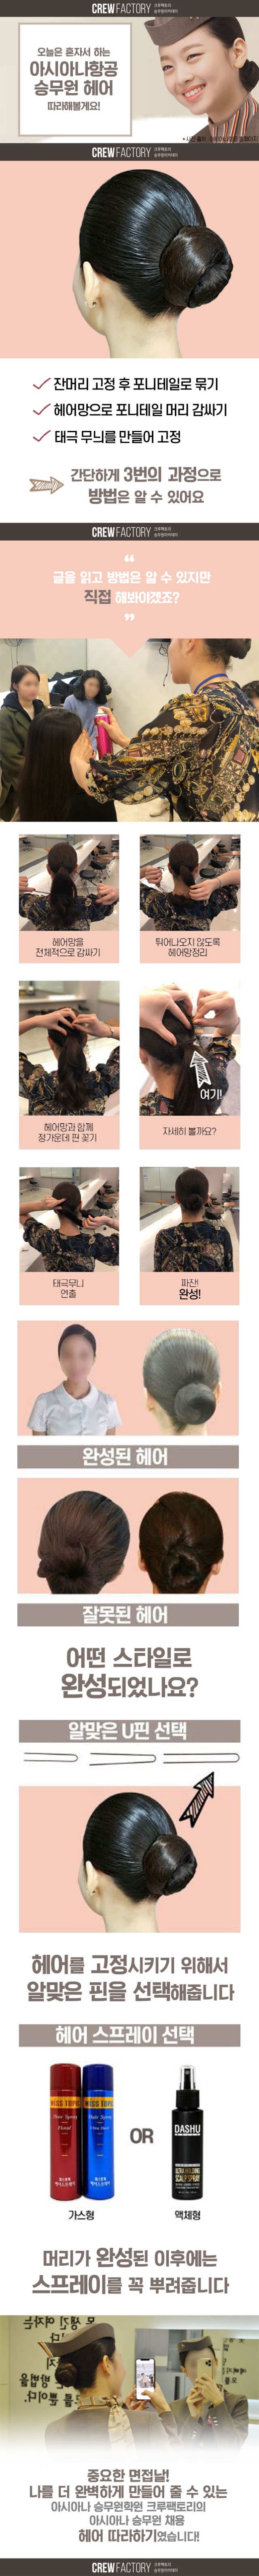 CREW FACTORY 크루팩토리 승무원아카데미
오늘은 혼자서 하는
아시아나항공
승무원 헤어
따라해볼게요!
CREW FACTORY 크루팩토리 승무원아카데미
잔머리 고정 후 포니테일로 묶기
헤어망으로 포니테일 머리 감싸기
태극 무늬를 만들어 고정
간단하게 3번의 과정으로
방법은 알 수 있어요
CREW FACTORY 크루팩토리 승무원아카데미
“
글을 읽고 방법은 알 수 있지만
직접 해봐야겠죠?
”
헤어망을
전체적으로 감싸기
튀어나오지 않도록
헤어망정리
여기!
헤어망과 함께
정가운데 핀 꽂기
자세히 볼까요?
태극무늬
연출
짜잔!
완성!
완성된 헤어
잘못된 헤어
어떤 스타일로
완성되었나요?
알맞은 U핀 선택
헤어를 고정시키기 위해서
알맞은 핀을 선택해줍니다
헤어 스프레이 선택
MISS TOPIC
MISS TOPIC
Hair Spray
Hair Spray
Floral
OR
DASHU
ULTRA HOLDING
SCALP SPRAY
가스형
액체형
머리가 완성된 이후에는
스프레이를 꼭 뿌려줍니다
중요한 면접날!
나를 더 완벽하게 만들어 줄 수 있는
아시아나 승무원학원 크루팩토리의
아시아나 승무원 채용
헤어 따라하기였습니다!
CREW FACTORY 크루팩토리 승무원아카데미